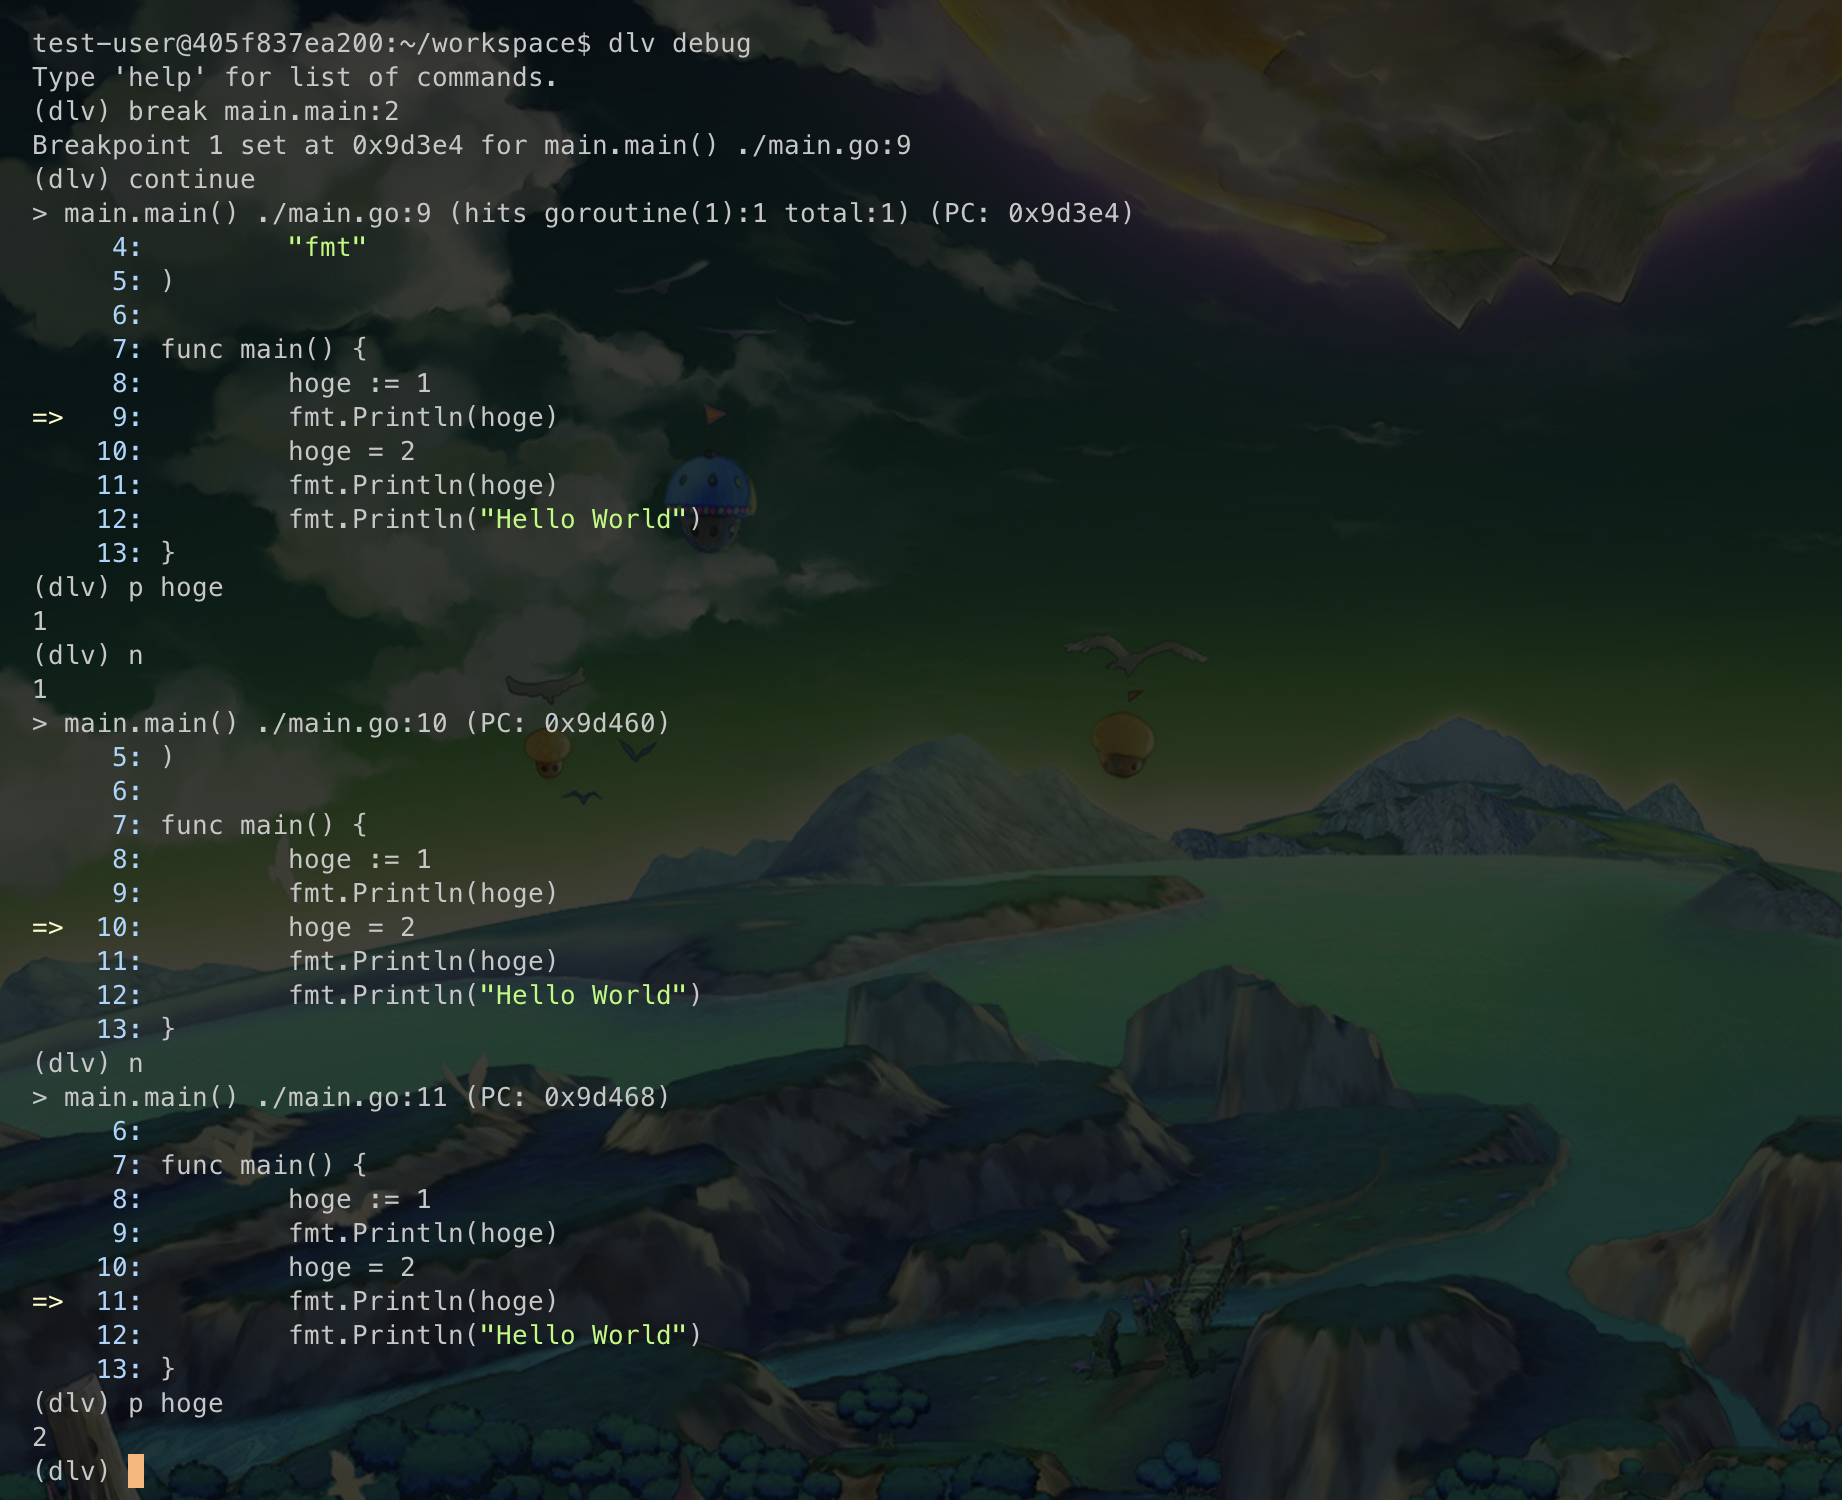 test-user@405f837ea200:~/workspace$ dlv debug
Type 'help' for list of commands.
(dlv) break main.main:2
Breakpoint 1 set at 0x9d3e4 for main.main() ./main.go:9
(dlv) continue
> main.main() ./main.go:9 (hits goroutine(1):1 total:1) (PC: 0x9d3e4)
     4:         "fmt"
     5: )
     6:
     7: func main() {
     8:         hoge := 1
=>   9:         fmt.Println(hoge)
    10:         hoge = 2
    11:         fmt.Println(hoge)
    12:         fmt.Println("Hello World")
    13: }
(dlv) p hoge
1
(dlv) n
1
> main.main() ./main.go:10 (PC: 0x9d460)
     5: )
     6:
     7: func main() {
     8:         hoge := 1
     9:         fmt.Println(hoge)
=>  10:         hoge = 2
    11:         fmt.Println(hoge)
    12:         fmt.Println("Hello World")
    13: }
(dlv) n
> main.main() ./main.go:11 (PC: 0x9d468)
     6:
     7: func main() {
     8:         hoge := 1
     9:         fmt.Println(hoge)
    10:         hoge = 2
=>  11:         fmt.Println(hoge)
    12:         fmt.Println("Hello World")
    13: }
(dlv) p hoge
2
(dlv)